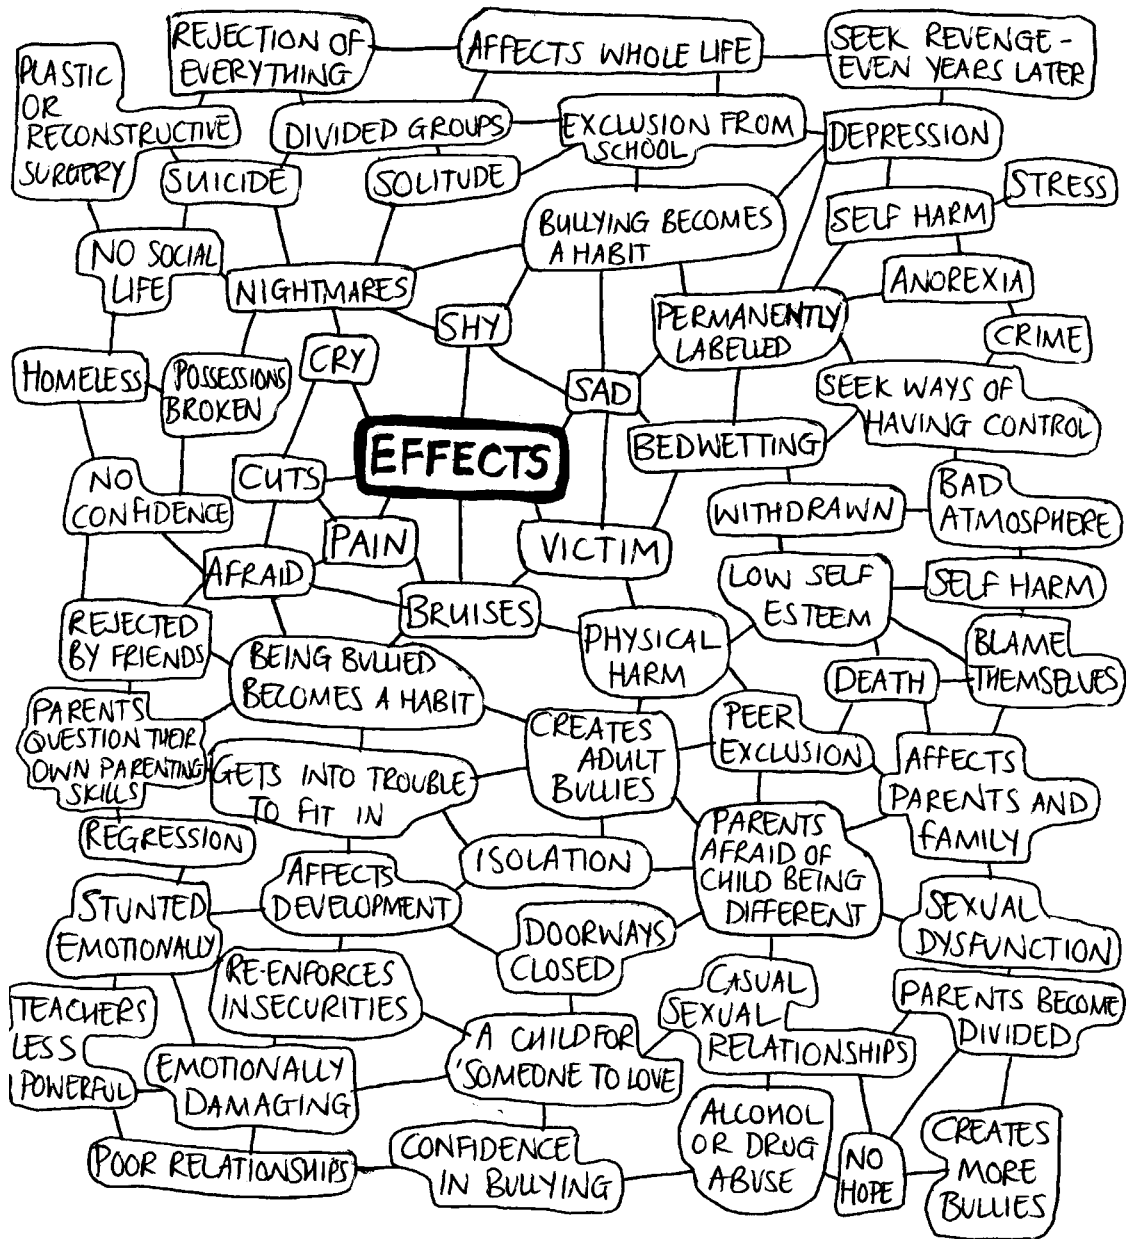 REJECTION OF
EVERYTHING
AFFECTS WHOLE LIFE
SEEK REVENGE -
EVEN YEARS LATER
PLASTIC
OR
RECONSTRUCTIVE
SURGERY
DIVIDED GROUPS
EXCLUSION FROM
SCHOOL
DEPRESSION
SUICIDE
SOLITUDE
STRESS
BULLYING BECOMES
A HABIT
SELF HARM
NO SOCIAL
LIFE
NIGHTMARES
ANOREXIA
SHY
PERMANENTLY
LABELLED
CRIME
HOMELESS
POSSESSIONS
BROKEN
CRY
SAD
SEEK WAYS OF
HAVING CONTROL
EFFECTS
BEDWETTING
NO
CONFIDENCE
CUTS
WITHDRAWN
BAD
ATMOSPHERE
PAIN
VICTIM
AFRAID
LOW SELF
ESTEEM
SELF HARM
BRUISES
REJECTED
BY FRIENDS
BEING BULLIED
BECOMES A HABIT
PHYSICAL
HARM
DEATH
BLAME
THEMSELVES
PARENTS
QUESTION THEIR
OWN PARENTING
SKILLS
CREATES
ADULT
BULLIES
PEER
EXCLUSION
AFFECTS
PARENTS AND
FAMILY
GETS INTO TROUBLE
TO FIT IN
REGRESSION
ISOLATION
PARENTS
AFRAID OF
CHILD BEING
DIFFERENT
AFFECTS
DEVELOPMENT
STUNTED
EMOTIONALLY
DOORWAYS
CLOSED
SEXUAL
DYSFUNCTION
RE-ENFORCES
INSECURITIES
CASUAL
SEXUAL
RELATIONSHIPS
PARENTS BECOME
DIVIDED
TEACHERS
LESS
POWERFUL
EMOTIONALLY
DAMAGING
A CHILD FOR
'SOMEONE TO LOVE
ALCOHOL
OR DRUG
ABUSE
NO
HOPE
CREATES
MORE
BULLIES
POOR RELATIONSHIPS
CONFIDENCE
IN BULLYING